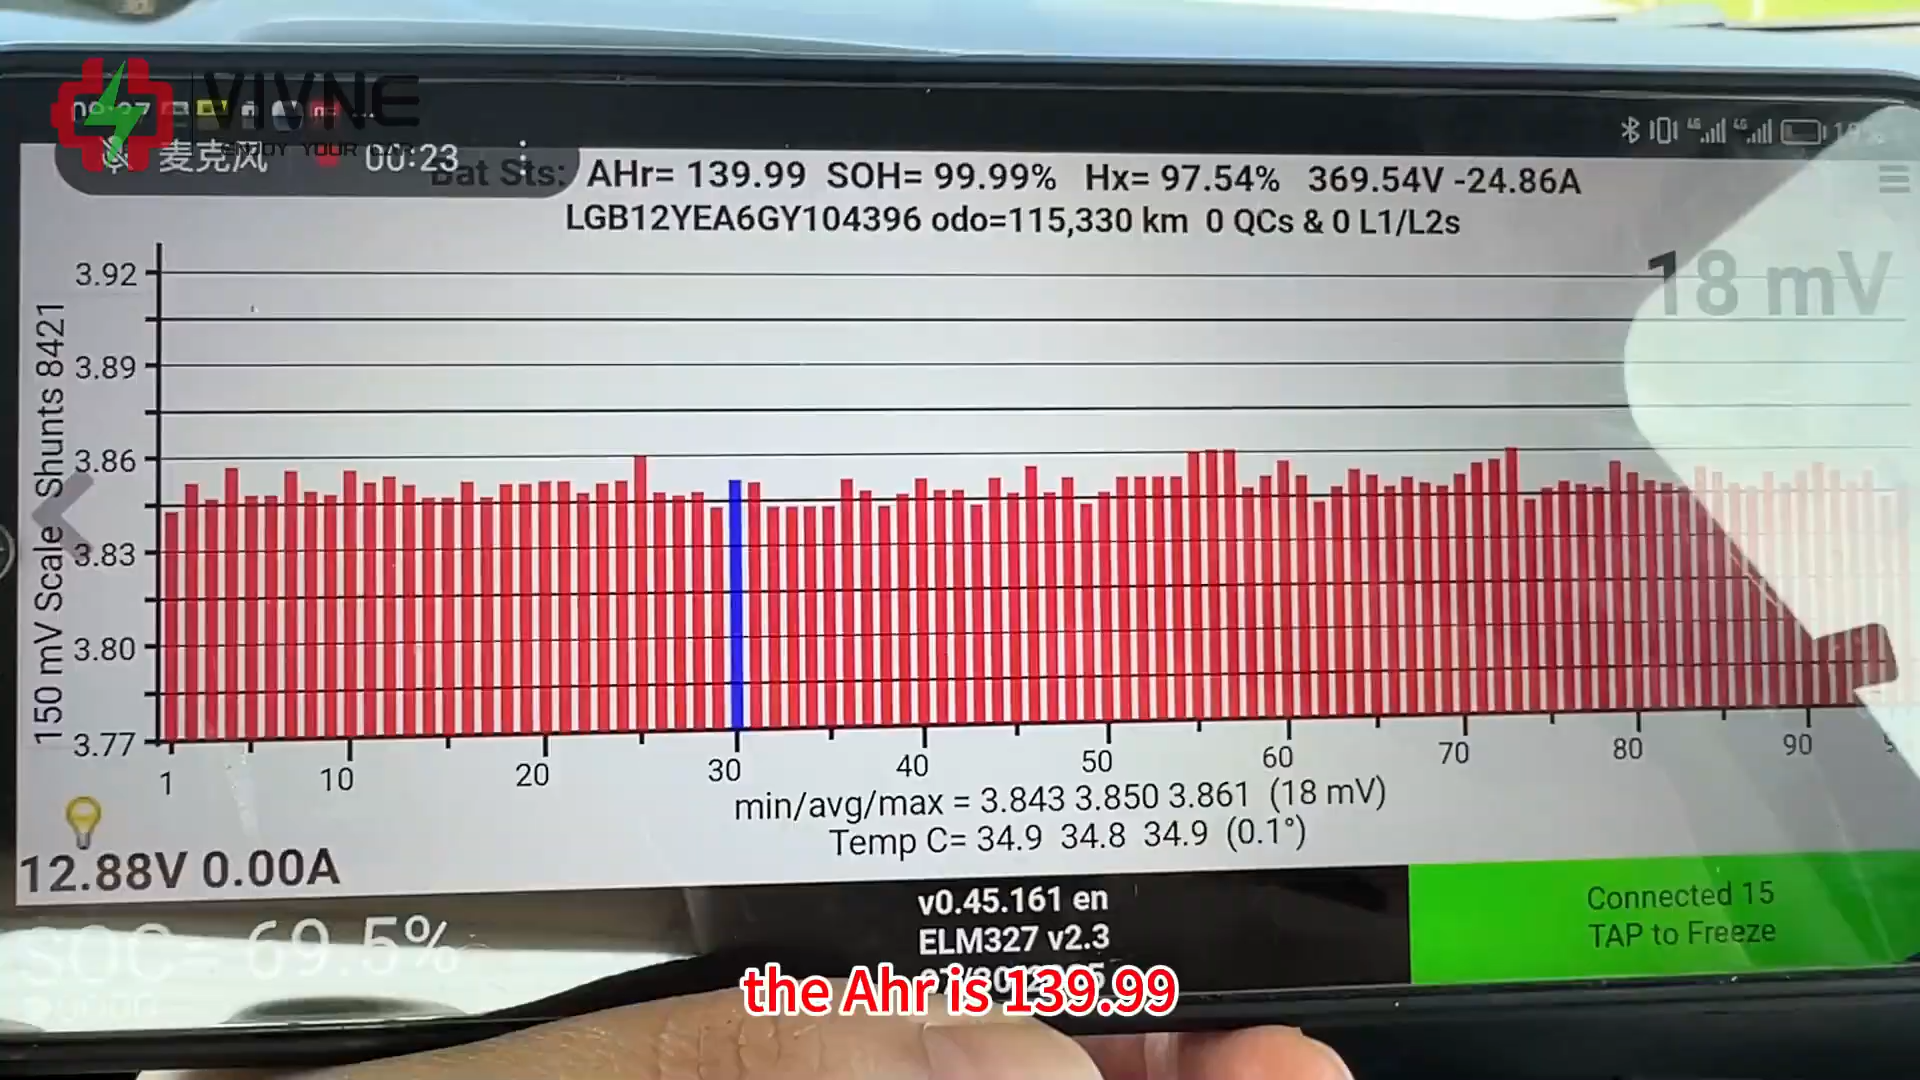 VIVNE
ENJOY YOUR CAR
麦克风 00:23
Bat Sts: AHr= 139.99 SOH= 99.99% Hx= 97.54% 369.54V -24.86A
LGB12YEA6GY104396 odo=115,330 km 0 QCs & 0 L1/L2s
18 mV
150 mV Scale Shunts 8421
3.92
3.89
3.86
3.83
3.80
3.77
1 10 20 30 40 50 60 70 80 90
min/avg/max = 3.843 3.850 3.861 (18 mV)
Temp C= 34.9 34.8 34.9 (0.1°)
12.88V 0.00A
SOC= 69.5%
v0.45.161 en
ELM327 v2.3
Connected 15
TAP to Freeze
the Ahr is 139.99